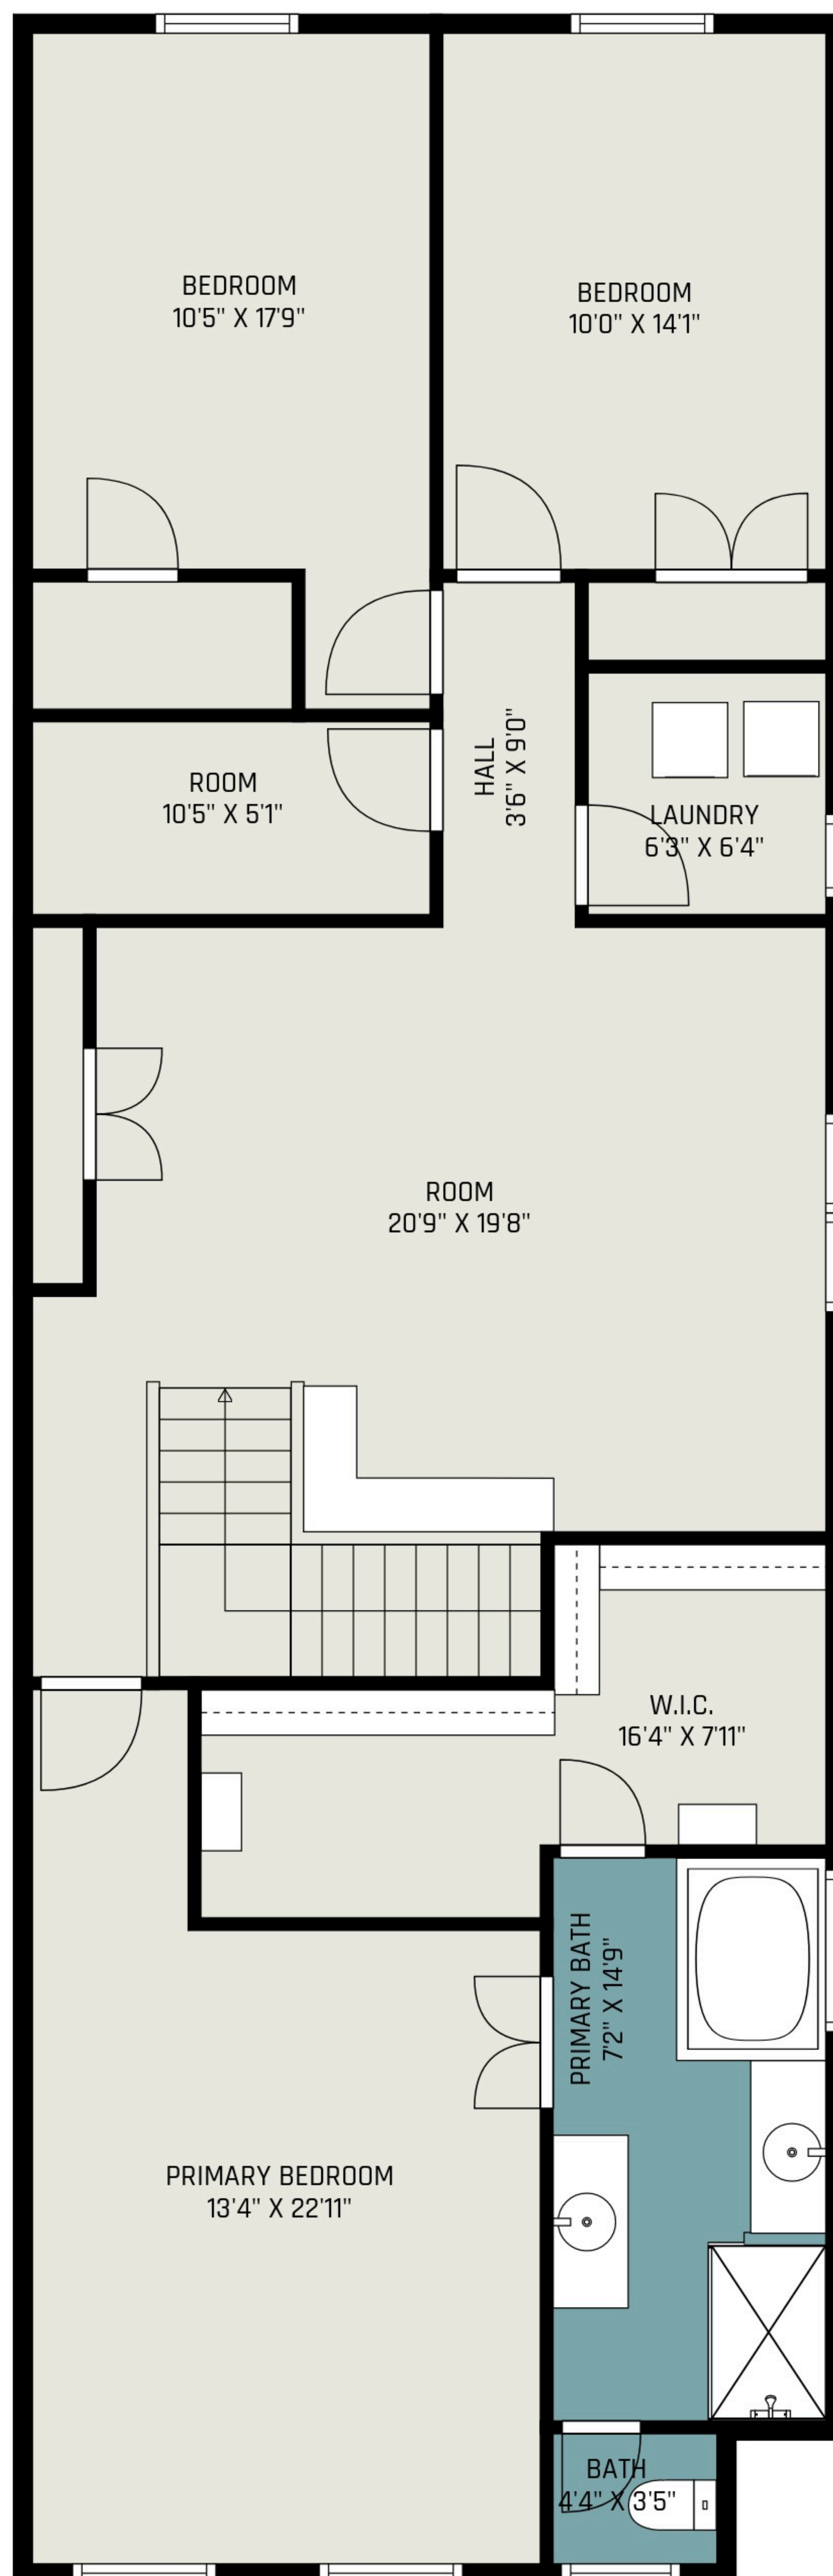 BEDROOM
10'5" X 17'9"
BEDROOM
10'0" X 14'1"
HALL
3'6" X 9'0"
ROOM
10'5" X 5'1"
LAUNDRY
6'3" X 6'4"
ROOM
20'9" X 19'8"
W.I.C.
16'4" X 7'11"
PRIMARY BATH
7'2" X 14'9"
PRIMARY BEDROOM
13'4" X 22'11"
BATH
4'4" X 3'5"